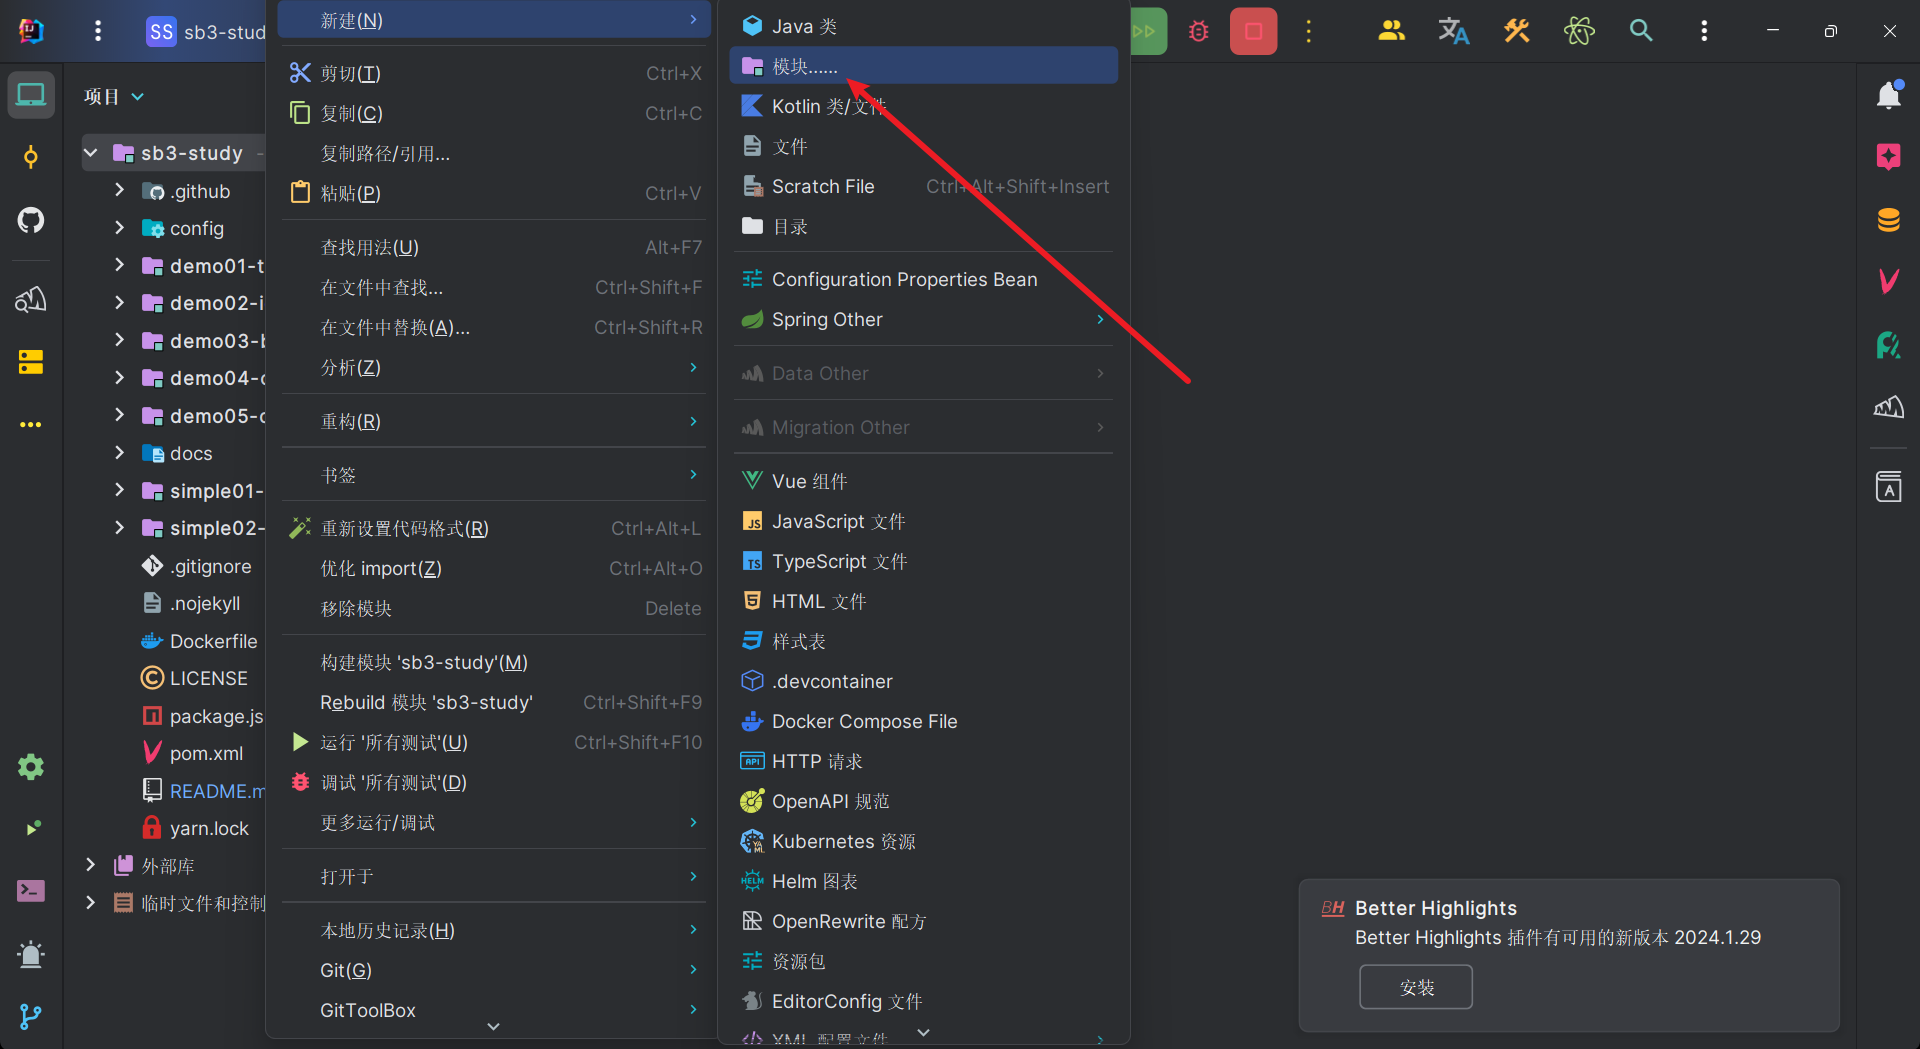 SS sb3-stud
项目
sb3-study
.github
config
demo01-t
demo02-i
demo03-b
demo04-c
demo05-c
docs
simple01-
simple02-
.gitignore
.nojekyll
Dockerfile
LICENSE
package.js
pom.xml
README.m
yarn.lock
外部库
临时文件和控制
新建(N)
剪切(T) Ctrl+X
复制(C) Ctrl+C
复制路径/引用...
粘贴(P) Ctrl+V
查找用法(U) Alt+F7
在文件中查找... Ctrl+Shift+F
在文件中替换(A)... Ctrl+Shift+R
分析(Z)
重构(R)
书签
重新设置代码格式(R) Ctrl+Alt+L
优化 import(Z) Ctrl+Alt+O
移除模块 Delete
构建模块 'sb3-study'(M)
Rebuild 模块 'sb3-study' Ctrl+Shift+F9
运行 '所有测试'(U) Ctrl+Shift+F10
调试 '所有测试'(D)
更多运行/调试
打开于
本地历史记录(H)
Git(G)
GitToolBox
Java 类
模块......
Kotlin 类/文件
文件
Scratch File Ctrl+Alt+Shift+Insert
目录
Configuration Properties Bean
Spring Other
Data Other
Migration Other
Vue 组件
JavaScript 文件
TypeScript 文件
HTML 文件
样式表
.devcontainer
Docker Compose File
HTTP 请求
OpenAPI 规范
Kubernetes 资源
Helm 图表
OpenRewrite 配方
资源包
EditorConfig 文件
XML 配置文件
BH Better Highlights
Better Highlights 插件有可用的新版本 2024.1.29
安装